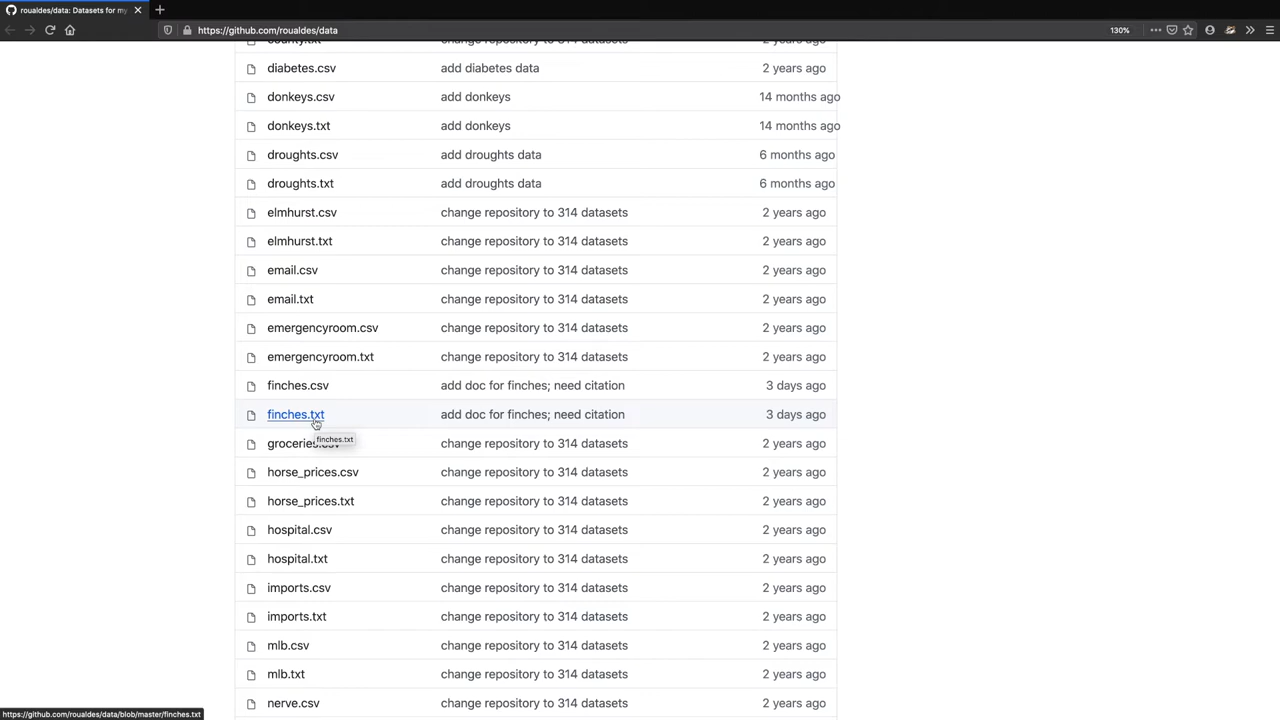 roualdes/data: Datasets for my
https://github.com/roualdes/data
130%
county.txt
diabetes.csv add diabetes data 2 years ago
donkeys.csv add donkeys 14 months ago
donkeys.txt add donkeys 14 months ago
droughts.csv add droughts data 6 months ago
droughts.txt add droughts data 6 months ago
elmhurst.csv change repository to 314 datasets 2 years ago
elmhurst.txt change repository to 314 datasets 2 years ago
email.csv change repository to 314 datasets 2 years ago
email.txt change repository to 314 datasets 2 years ago
emergencyroom.csv change repository to 314 datasets 2 years ago
emergencyroom.txt change repository to 314 datasets 2 years ago
finches.csv add doc for finches; need citation 3 days ago
finches.txt add doc for finches; need citation 3 days ago
finches.txt
groceries.csv change repository to 314 datasets 2 years ago
horse_prices.csv change repository to 314 datasets 2 years ago
horse_prices.txt change repository to 314 datasets 2 years ago
hospital.csv change repository to 314 datasets 2 years ago
hospital.txt change repository to 314 datasets 2 years ago
imports.csv change repository to 314 datasets 2 years ago
imports.txt change repository to 314 datasets 2 years ago
mlb.csv change repository to 314 datasets 2 years ago
mlb.txt change repository to 314 datasets 2 years ago
nerve.csv change repository to 314 datasets 2 years ago
https://github.com/roualdes/data/blob/master/finches.txt